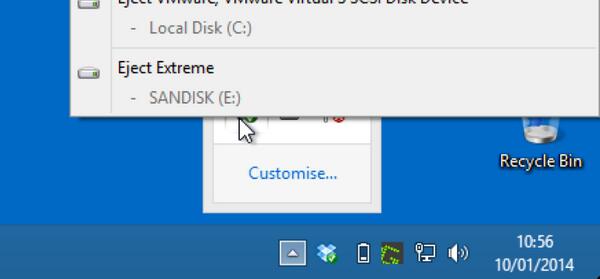 Eject VMware, VMware Virtual S SCSI Disk Device
- Local Disk (C:)
Eject Extreme
- SANDISK (E:)
Customise...
Recycle Bin
10:56
10/01/2014